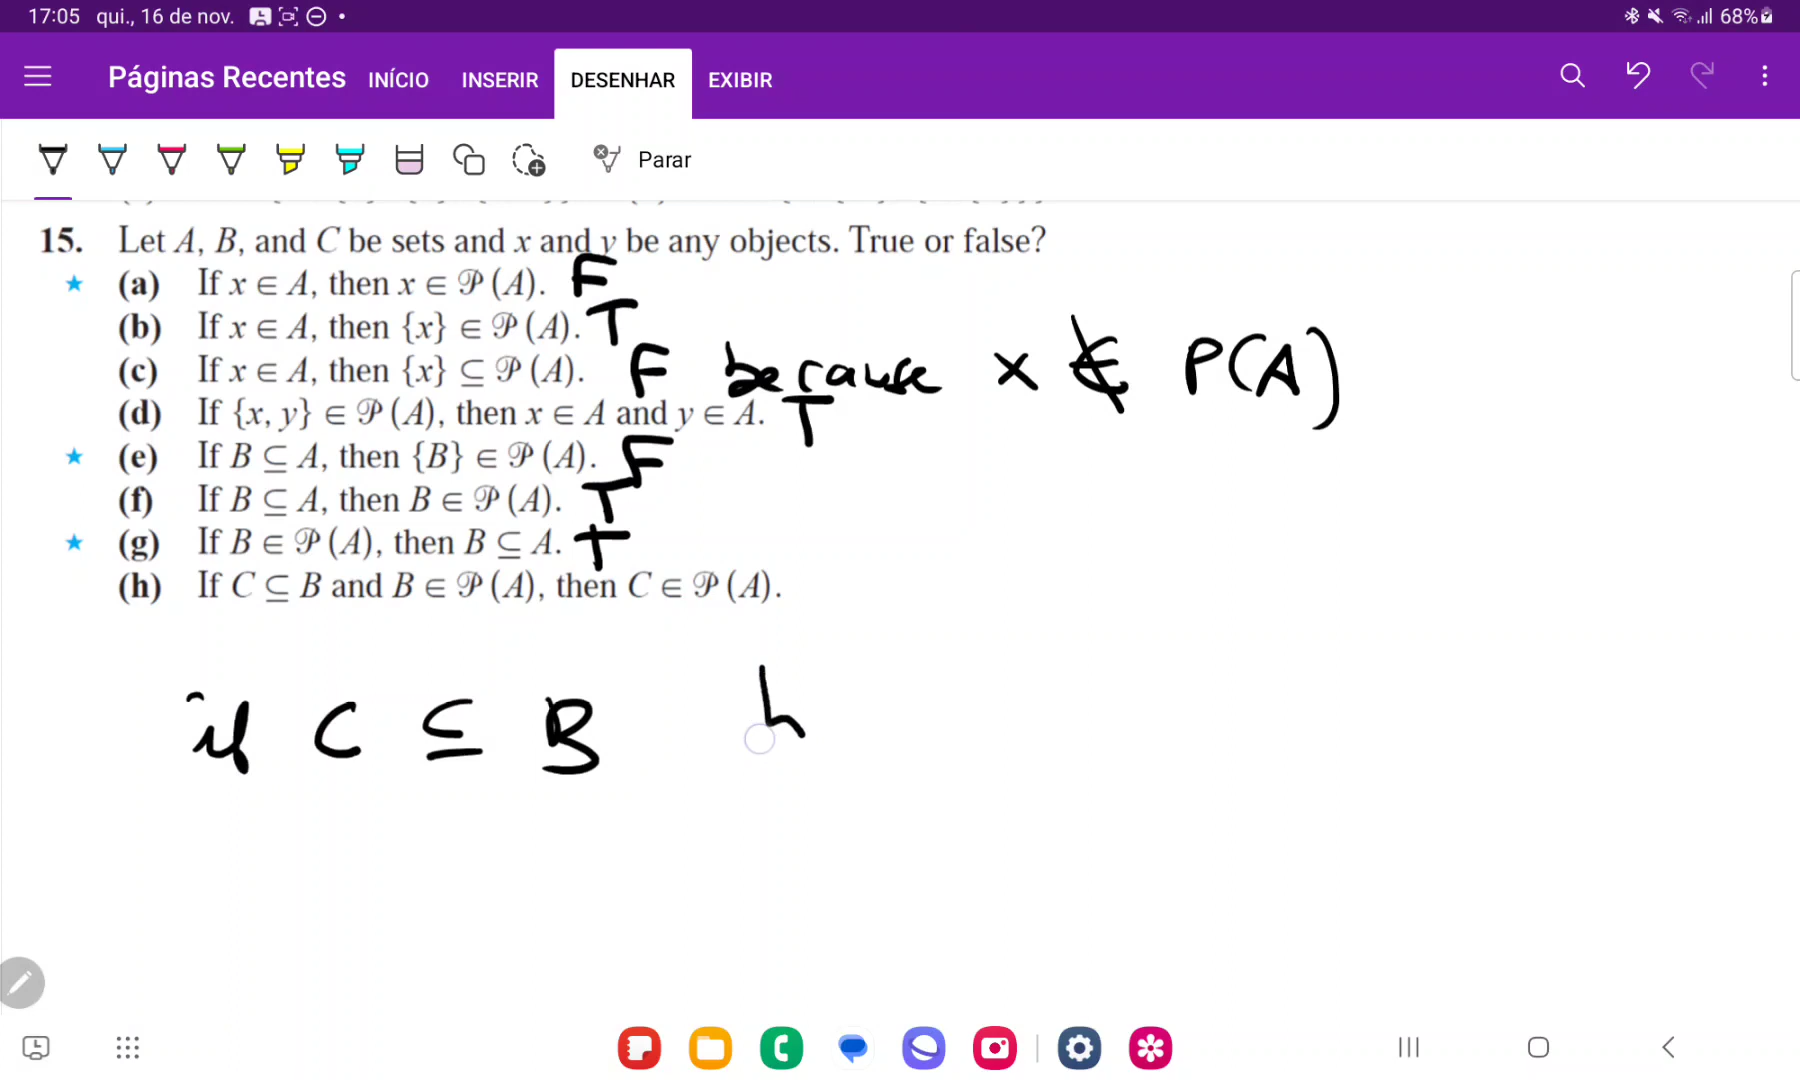 17:05 qui., 16 de nov. 68%
Páginas Recentes INÍCIO INSERIR DESENHAR EXIBIR
Parar
15. Let A, B, and C be sets and x and y be any objects. True or false?
★ (a) If x ∈ A, then x ∈ 𝒫 (A). F
(b) If x ∈ A, then {x} ∈ 𝒫 (A). T
(c) If x ∈ A, then {x} ⊆ 𝒫 (A). F because x ∉ P(A)
(d) If {x, y} ∈ 𝒫 (A), then x ∈ A and y ∈ A. T
★ (e) If B ⊆ A, then {B} ∈ 𝒫 (A). F
(f) If B ⊆ A, then B ∈ 𝒫 (A). T
★ (g) If B ∈ 𝒫 (A), then B ⊆ A. T
(h) If C ⊆ B and B ∈ 𝒫 (A), then C ∈ 𝒫 (A).
if C ⊆ B h